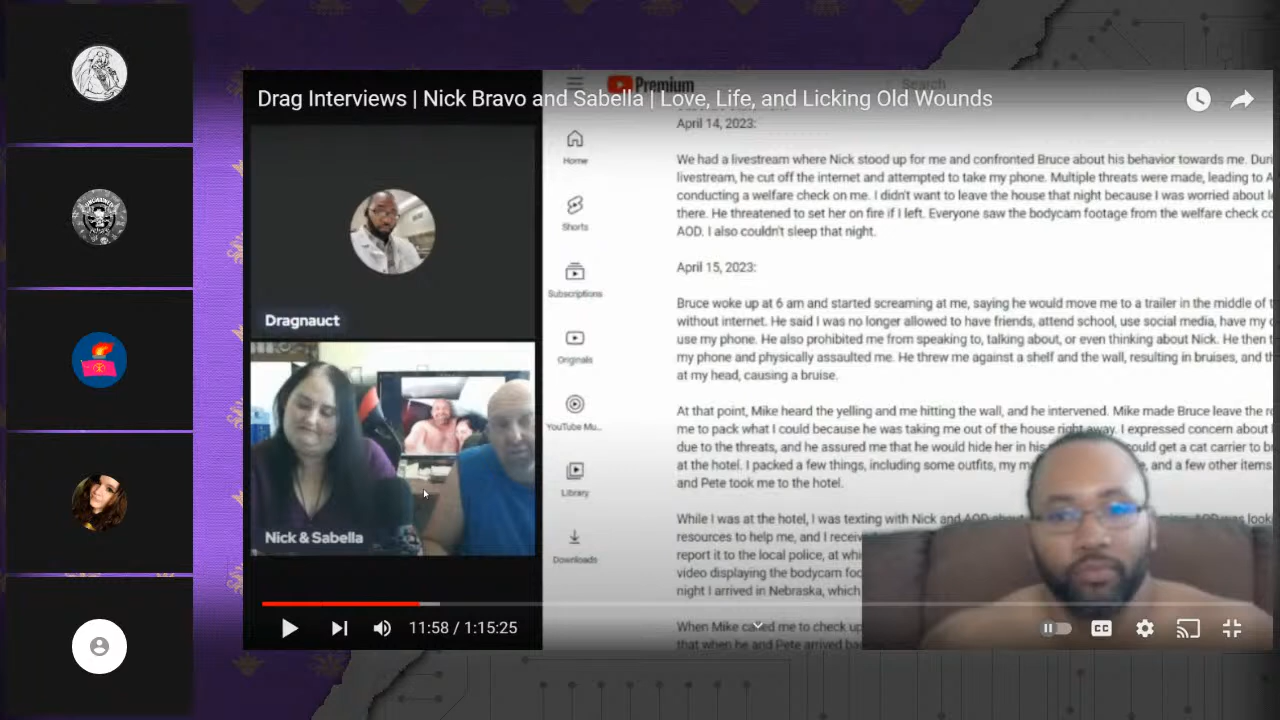 Premium
Search
Drag Interviews | Nick Bravo and Sabella | Love, Life, and Licking Old Wounds
April 14, 2023:
Home
We had a livestream where Nick stood up for me and confronted Bruce about his behavior towards me. Duri
livestream, he cut off the internet and attempted to take my phone. Multiple threats were made, leading to A
conducting a welfare check on me. I didn't want to leave the house that night because I was worried about l
there. He threatened to set her on fire if I left. Everyone saw the bodycam footage from the welfare check co
AOD. I also couldn't sleep that night.
Shorts
April 15, 2023:
Subscriptions
Bruce woke up at 6 am and started screaming at me, saying he would move me to a trailer in the middle of t
without internet. He said I was no longer allowed to have friends, attend school, use social media, have my
use my phone. He also prohibited me from speaking to, talking about, or even thinking about Nick. He then t
my phone and physically assaulted me. He threw me against a shelf and the wall, resulting in bruises, and th
at my head, causing a bruise.
Dragnauct
Originals
At that point, Mike heard the yelling and me hitting the wall, and he intervened. Mike made Bruce leave the r
me to pack what I could because he was taking me out of the house right away. I expressed concern about
due to the threats, and he assured me that he would hide her in his could get a cat carrier to b
at the hotel. I packed a few things, including some outfits, my m and a few other items.
and Pete took me to the hotel.
YouTube Mu...
Library
While I was at the hotel, I was texting with Nick and AOD look
resources to help me, and I receiv
report it to the local police, at whi
video displaying the bodycam foo
night I arrived in Nebraska, which
Nick & Sabella
Downloads
When Mike called me to check up
that when he and Pete arrived ba
11:58 / 1:15:25
CC